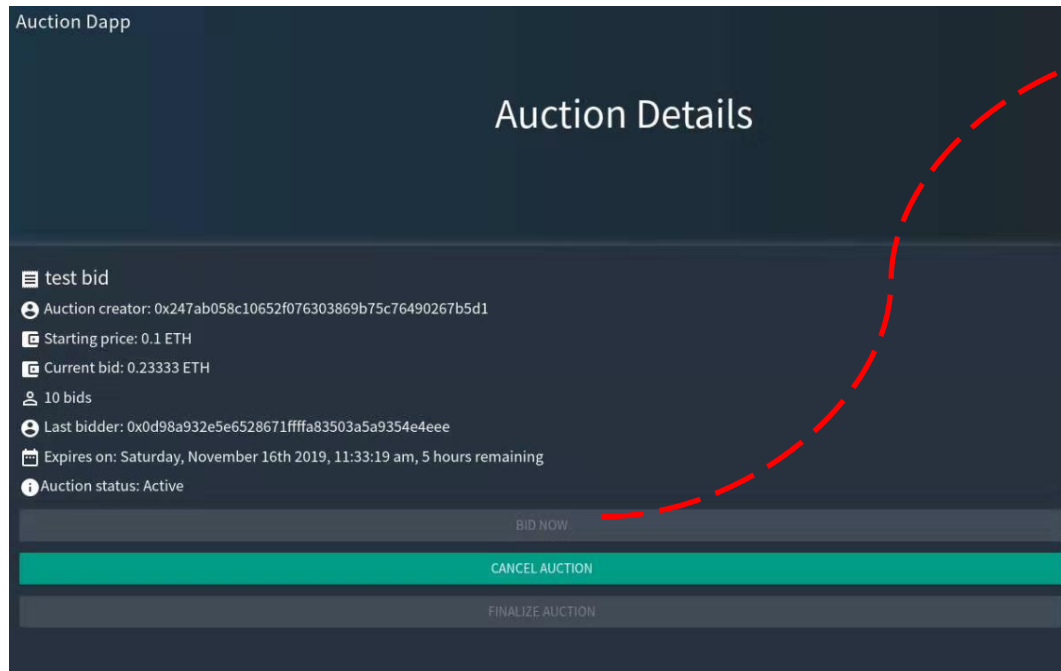 Auction Dapp
Auction Details
test bid
Auction creator: 0x247ab058c10652f076303869b75c76490267b5d1
Starting price: 0.1 ETH
Current bid: 0.23333 ETH
10 bids
Last bidder: 0x0d98a932e5e6528671ffffa83503a5a9354e4eee
Expires on: Saturday, November 16th 2019, 11:33:19 am, 5 hours remaining
Auction status: Active
BID NOW
CANCEL AUCTION
FINALIZE AUCTION